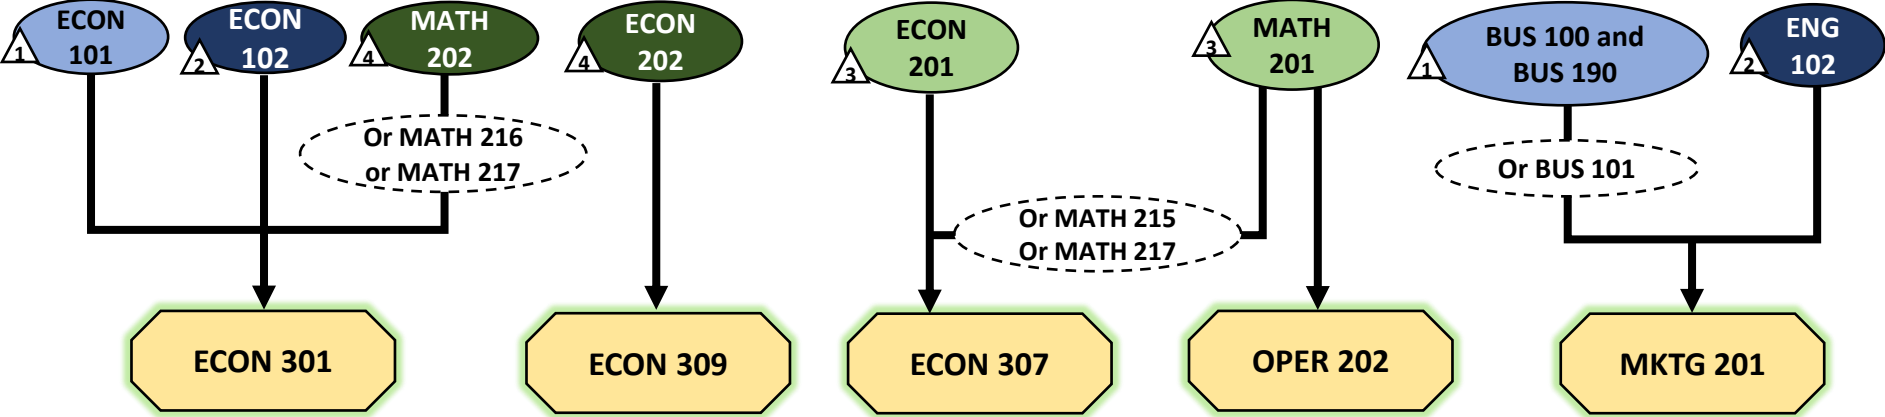 ECON
101
1
ECON
102
2
MATH
202
4
ECON
202
4
ECON
201
3
MATH
201
3
BUS 100 and
BUS 190
1
ENG
102
2
Or MATH 216
or MATH 217
Or MATH 215
Or MATH 217
Or BUS 101
ECON 301
ECON 309
ECON 307
OPER 202
MKTG 201